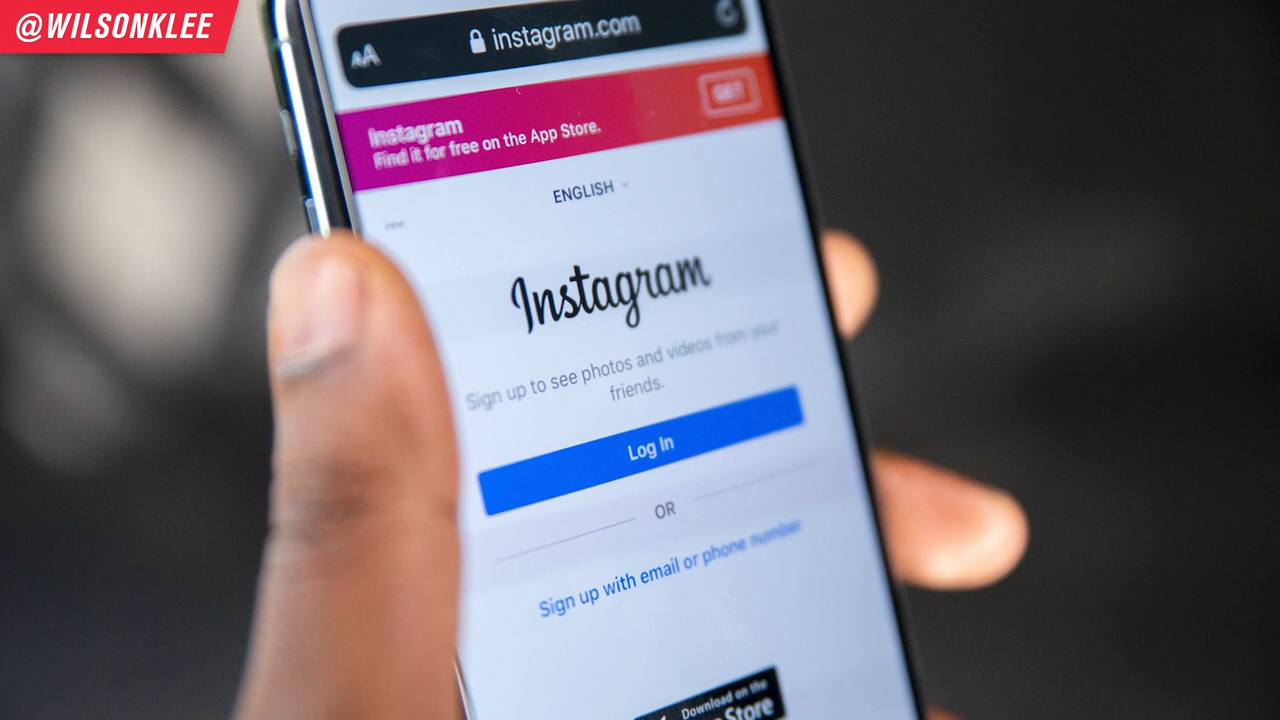 @WILSONKLEE
AA
instagram.com
Instagram
Find it for free on the App Store.
GET
ENGLISH
Instagram
Sign up to see photos and videos from your
friends.
Log In
OR
Sign up with email or phone number
Download on the
Store